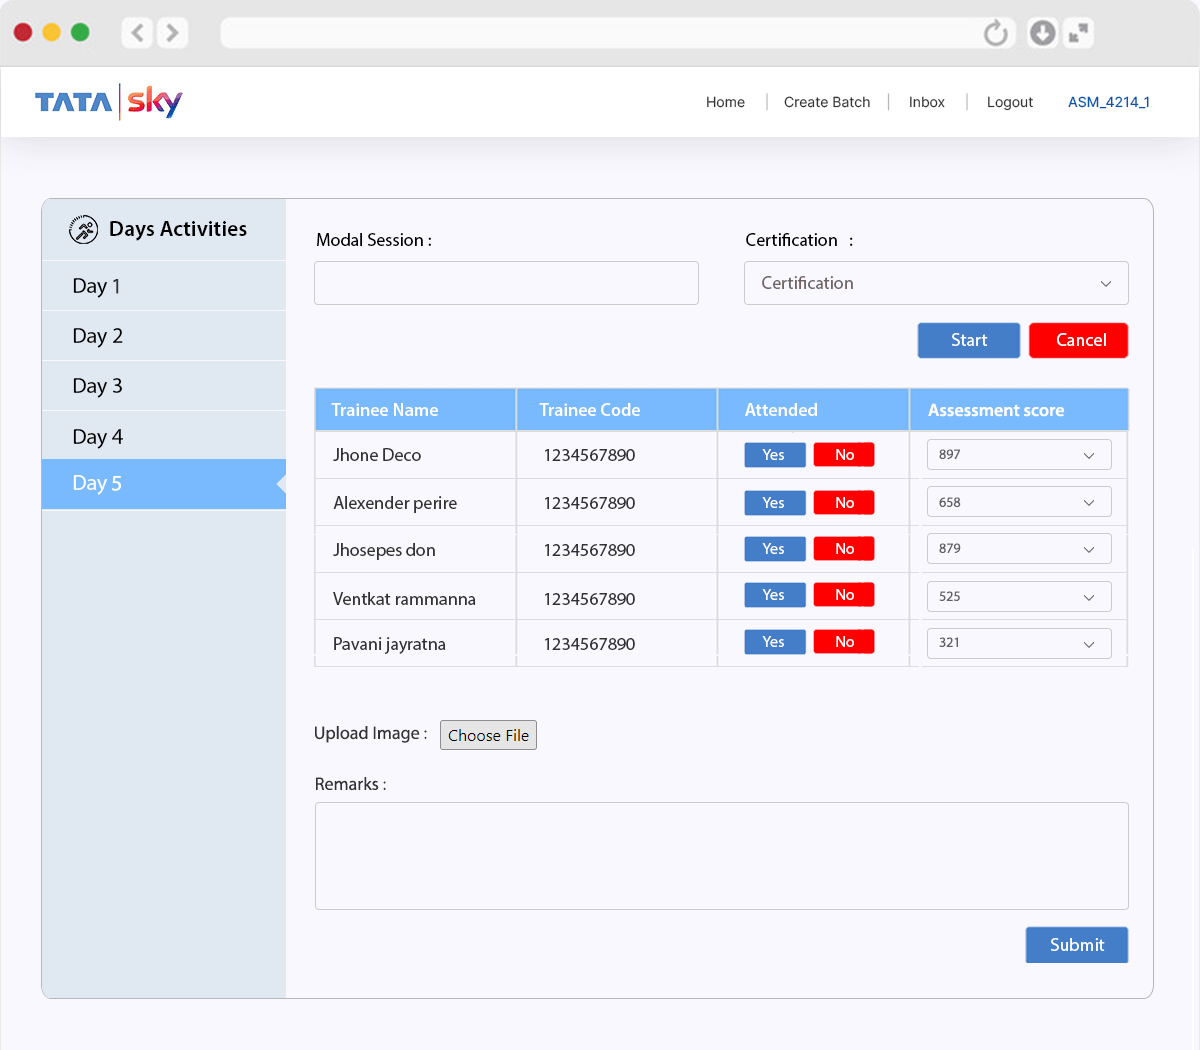 TATA sky
Home Create Batch Inbox Logout ASM_4214_1
Days Activities
Day 1
Day 2
Day 3
Day 4
Day 5
Modal Session :
Certification :
Certification
Start Cancel
Trainee Name Trainee Code Attended Assessment score
Jhone Deco 1234567890 Yes No 897
Alexender perire 1234567890 Yes No 658
Jhosepes don 1234567890 Yes No 879
Ventkat rammanna 1234567890 Yes No 525
Pavani jayratna 1234567890 Yes No 321
Upload Image : Choose File
Remarks :
Submit